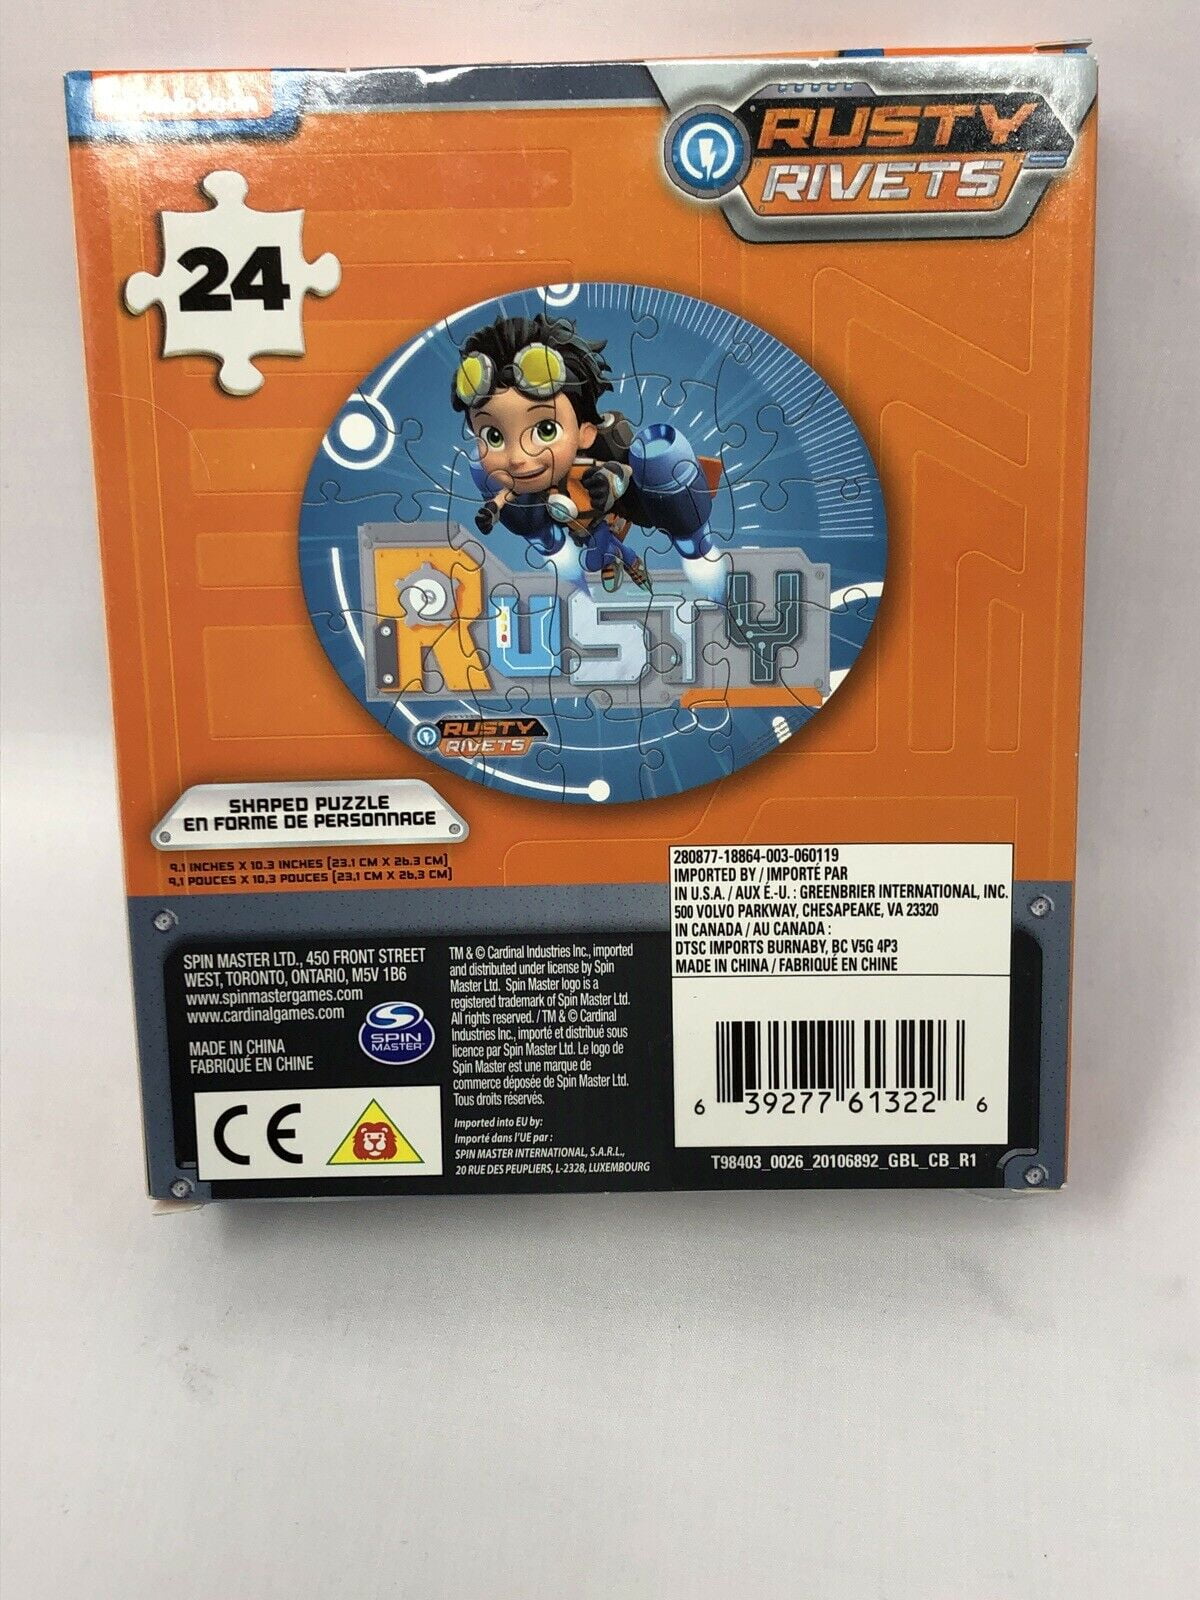 nickelodeon
RUSTY
RIVETS
24
RUSTY
RUSTY
RIVETS
SHAPED PUZZLE
EN FORME DE PERSONNAGE
9.1 INCHES X 10.3 INCHES (23.1 CM X 26.3 CM)
9,1 POUCES X 10,3 POUCES (23,1 CM X 26,3 CM)
SPIN MASTER LTD., 450 FRONT STREET
WEST, TORONTO, ONTARIO, M5V 1B6
www.spinmastergames.com
www.cardinalgames.com
MADE IN CHINA
FABRIQUÉ EN CHINE
SPIN
MASTER™
CE
TM & © Cardinal Industries Inc., imported
and distributed under license by Spin
Master Ltd. Spin Master logo is a
registered trademark of Spin Master Ltd.
All rights reserved. / TM & © Cardinal
Industries Inc., importé et distribué sous
licence par Spin Master Ltd. Le logo de
Spin Master est une marque de
commerce déposée de Spin Master Ltd.
Tous droits réservés.
Imported into EU by:
Importé dans l'UE par :
SPIN MASTER INTERNATIONAL, S.A.R.L.,
20 RUE DES PEUPLIERS, L-2328, LUXEMBOURG
280877-18864-003-060119
IMPORTED BY / IMPORTÉ PAR
IN U.S.A. / AUX É.-U. : GREENBRIER INTERNATIONAL, INC.
500 VOLVO PARKWAY, CHESAPEAKE, VA 23320
IN CANADA / AU CANADA :
DTSC IMPORTS BURNABY, BC V5G 4P3
MADE IN CHINA / FABRIQUÉ EN CHINE
6 39277 61322 6
T98403_0026_20106892_GBL_CB_R1